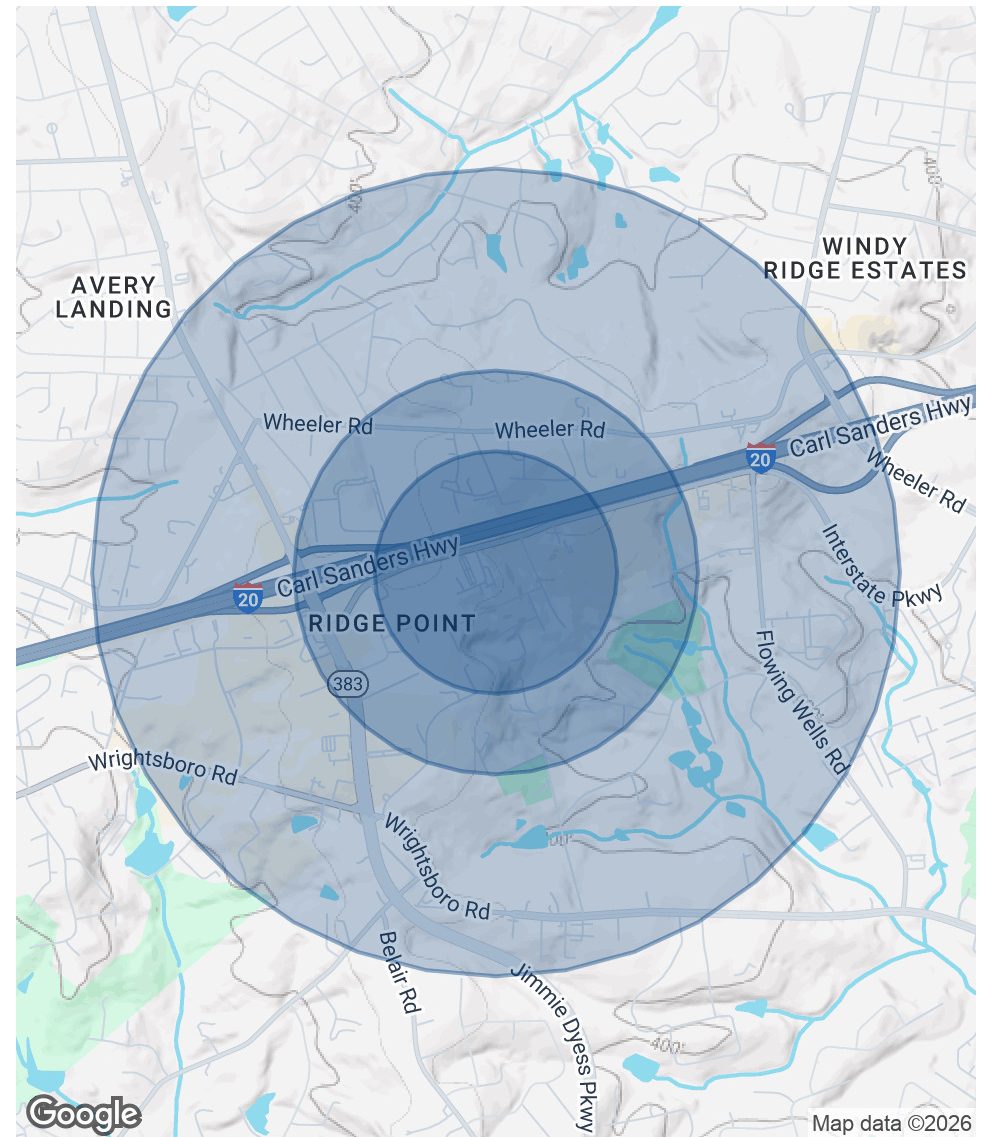 400'
400'
WINDY
RIDGE ESTATES
AVERY
LANDING
Wheeler Rd
Wheeler Rd
Carl Sanders Hwy
20
Wheeler Rd
Interstate Pkwy
Carl Sanders Hwy
20
RIDGE POINT
Flowing Wells Rd
383
Wrightsboro Rd
Wrightsboro Rd
00'
Belair Rd
Jimmie Dyess Pkwy
400'
Google
Map data ©2026